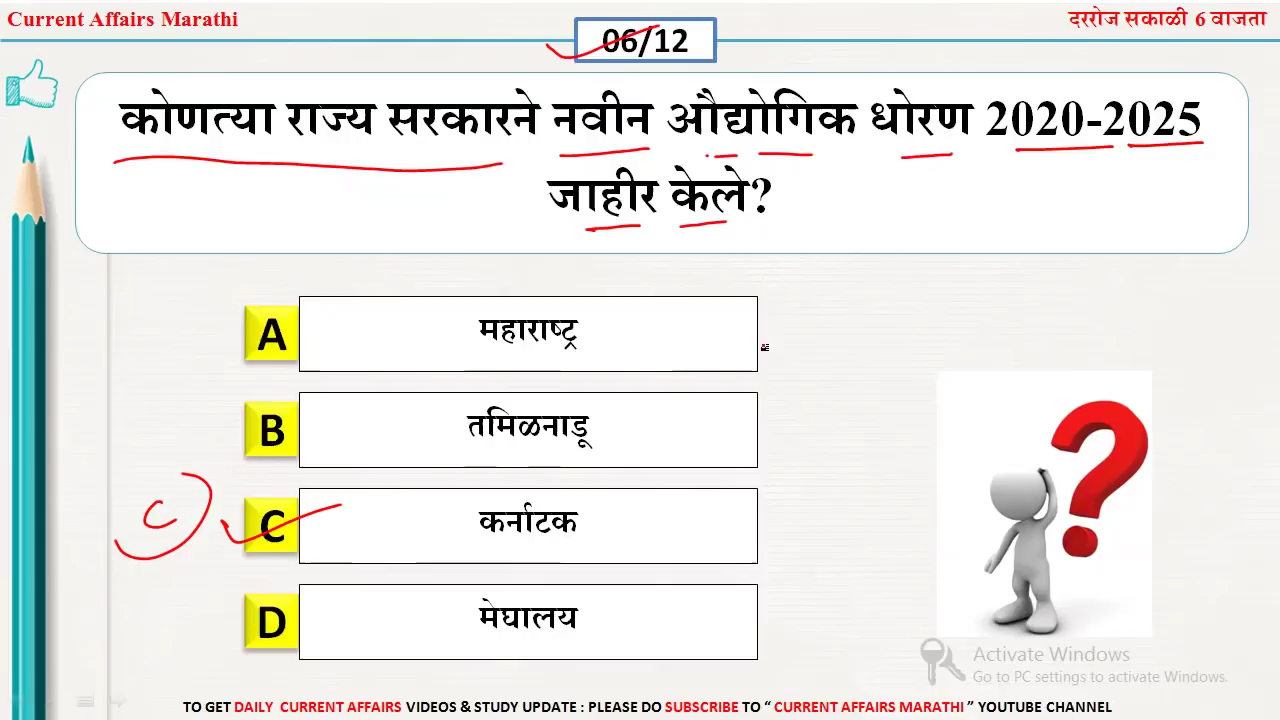 Current Affairs Marathi
दररोज सकाळी 6 वाजता
06/12
कोणत्या राज्य सरकारने नवीन औद्योगिक धोरण 2020-2025
जाहीर केले?
A महाराष्ट्र
B तमिळनाडू
C
C कर्नाटक
D मेघालय
Activate Windows
Go to PC settings to activate Windows.
TO GET DAILY CURRENT AFFAIRS VIDEOS & STUDY UPDATE : PLEASE DO SUBSCRIBE TO “ CURRENT AFFAIRS MARATHI ” YOUTUBE CHANNEL